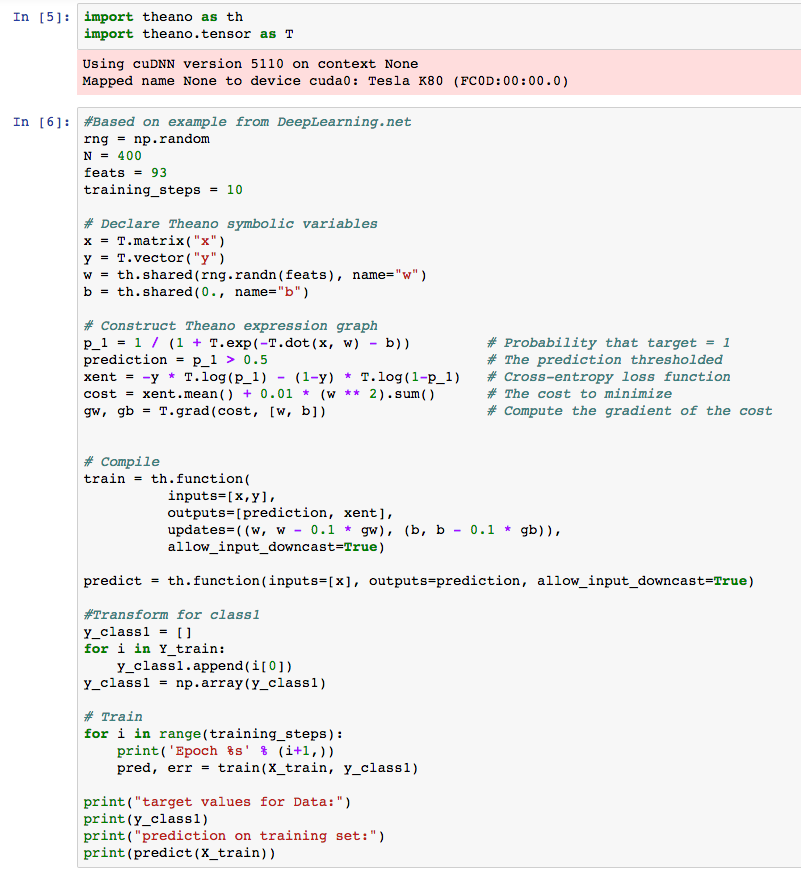 In [5]: import theano as th
import theano.tensor as T
Using cuDNN version 5110 on context None
Mapped name None to device cuda0: Tesla K80 (FC0D:00:00.0)
In [6]: #Based on example from DeepLearning.net
rng = np.random
N = 400
feats = 93
training_steps = 10
# Declare Theano symbolic variables
x = T.matrix("x")
y = T.vector("y")
w = th.shared(rng.randn(feats), name="w")
b = th.shared(0., name="b")
# Construct Theano expression graph
p_1 = 1 / (1 + T.exp(-T.dot(x, w) - b)) # Probability that target = 1
prediction = p_1 > 0.5 # The prediction thresholded
xent = -y * T.log(p_1) - (1-y) * T.log(1-p_1) # Cross-entropy loss function
cost = xent.mean() + 0.01 * (w ** 2).sum() # The cost to minimize
gw, gb = T.grad(cost, [w, b]) # Compute the gradient of the cost
# Compile
train = th.function(
inputs=[x,y],
outputs=[prediction, xent],
updates=((w, w - 0.1 * gw), (b, b - 0.1 * gb)),
allow_input_downcast=True)
predict = th.function(inputs=[x], outputs=prediction, allow_input_downcast=True)
#Transform for class1
y_class1 = []
for i in Y_train:
y_class1.append(i[0])
y_class1 = np.array(y_class1)
# Train
for i in range(training_steps):
print('Epoch %s' % (i+1,))
pred, err = train(X_train, y_class1)
print("target values for Data:")
print(y_class1)
print("prediction on training set:")
print(predict(X_train))